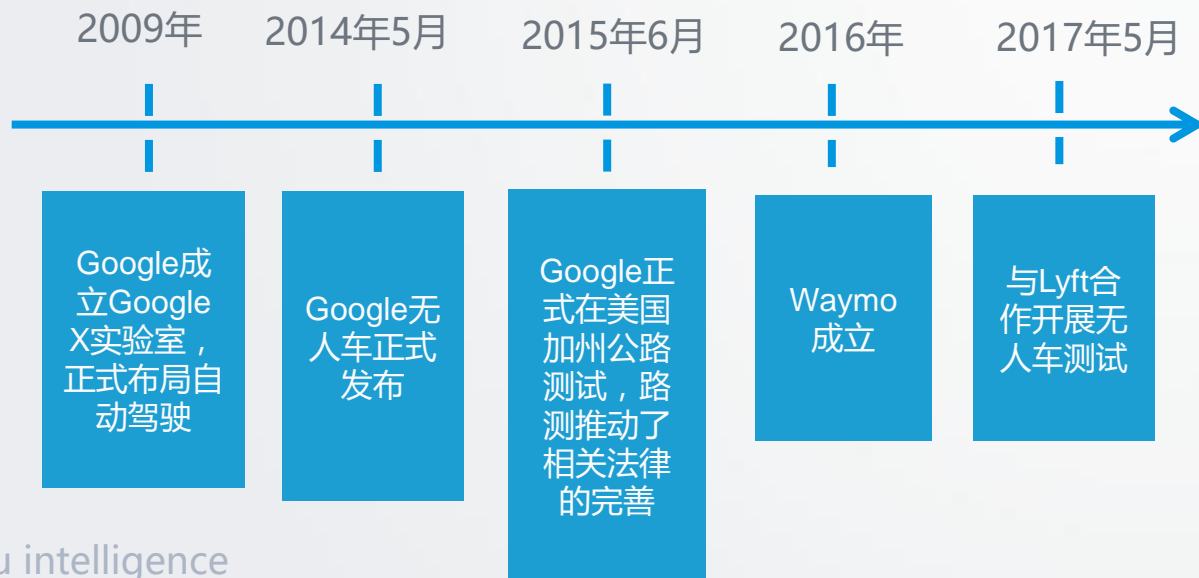 2009年
2014年5月
2015年6月
2016年
2017年5月
Google成
立Google
X实验室，
正式布局自
动驾驶
Google无
人车正式
发布
Google正
式在美国
加州公路
测试，路
测推动了
相关法律
的完善
Waymo
成立
与Lyft合
作开展无
人车测试
intelligence